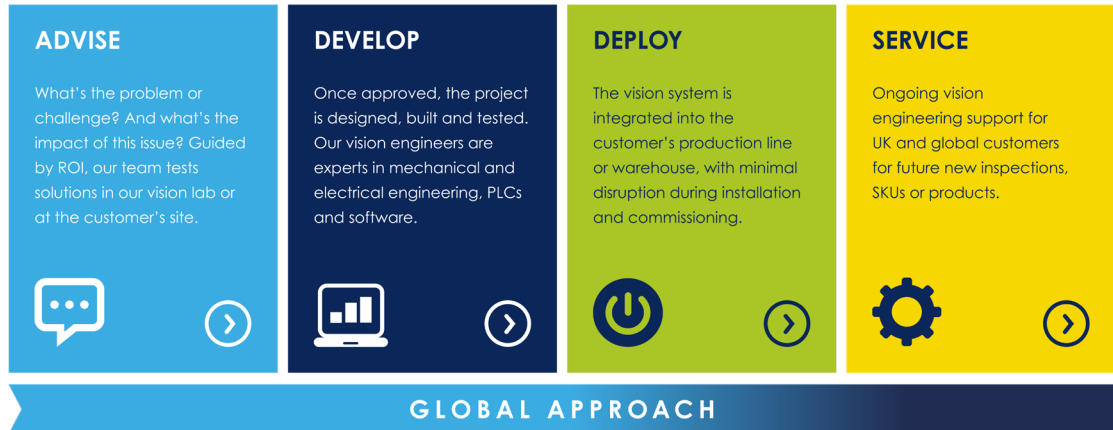 ADVISE
What's the problem or
challenge? And what's the
impact of this issue? Guided
by ROI, our team tests
solutions in our vision lab or
at the customer's site.
DEVELOP
Once approved, the project
is designed, built and tested.
Our vision engineers are
experts in mechanical and
electrical engineering, PLCs
and software.
DEPLOY
The vision system is
integrated into the
customer's production line
or warehouse, with minimal
disruption during installation
and commissioning.
SERVICE
Ongoing vision
engineering support for
UK and global customers
for future new inspections,
SKUs or products.
GLOBAL APPROACH